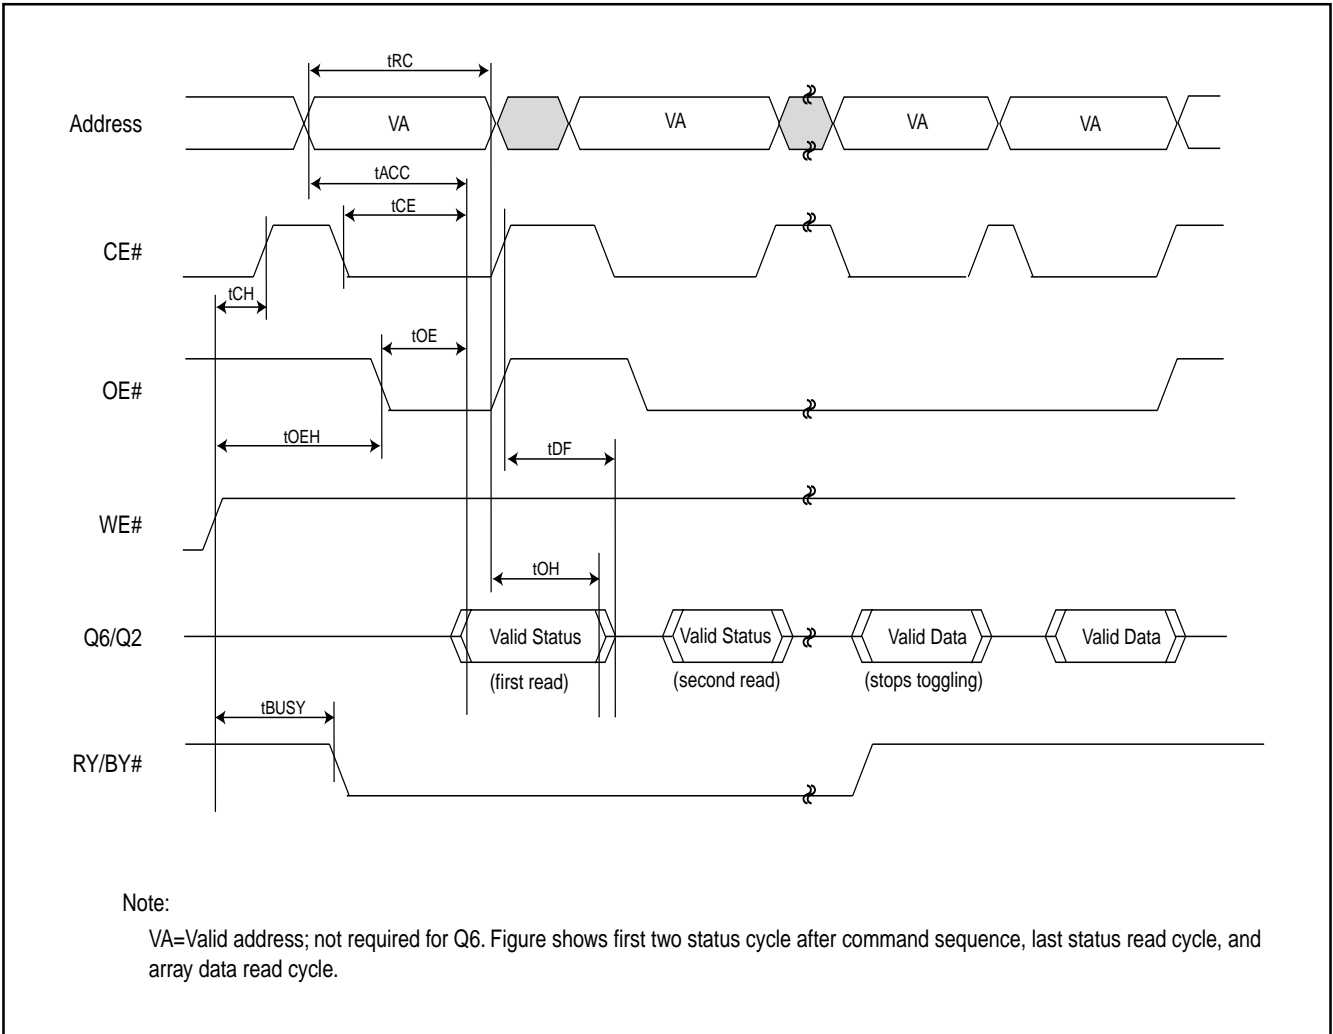 tRC
Address
VA
VA
VA
VA
tACC
tCE
CE#
tCH
tOE
OE#
tOEH
tDF
WE#
tOH
Q6/Q2
Valid Status
Valid Status
Valid Data
Valid Data
(first read)
(second read)
(stops toggling)
tBUSY
RY/BY#
Note:
VA=Valid address; not required for Q6. Figure shows first two status cycle after command sequence, last status read cycle, and
array data read cycle.